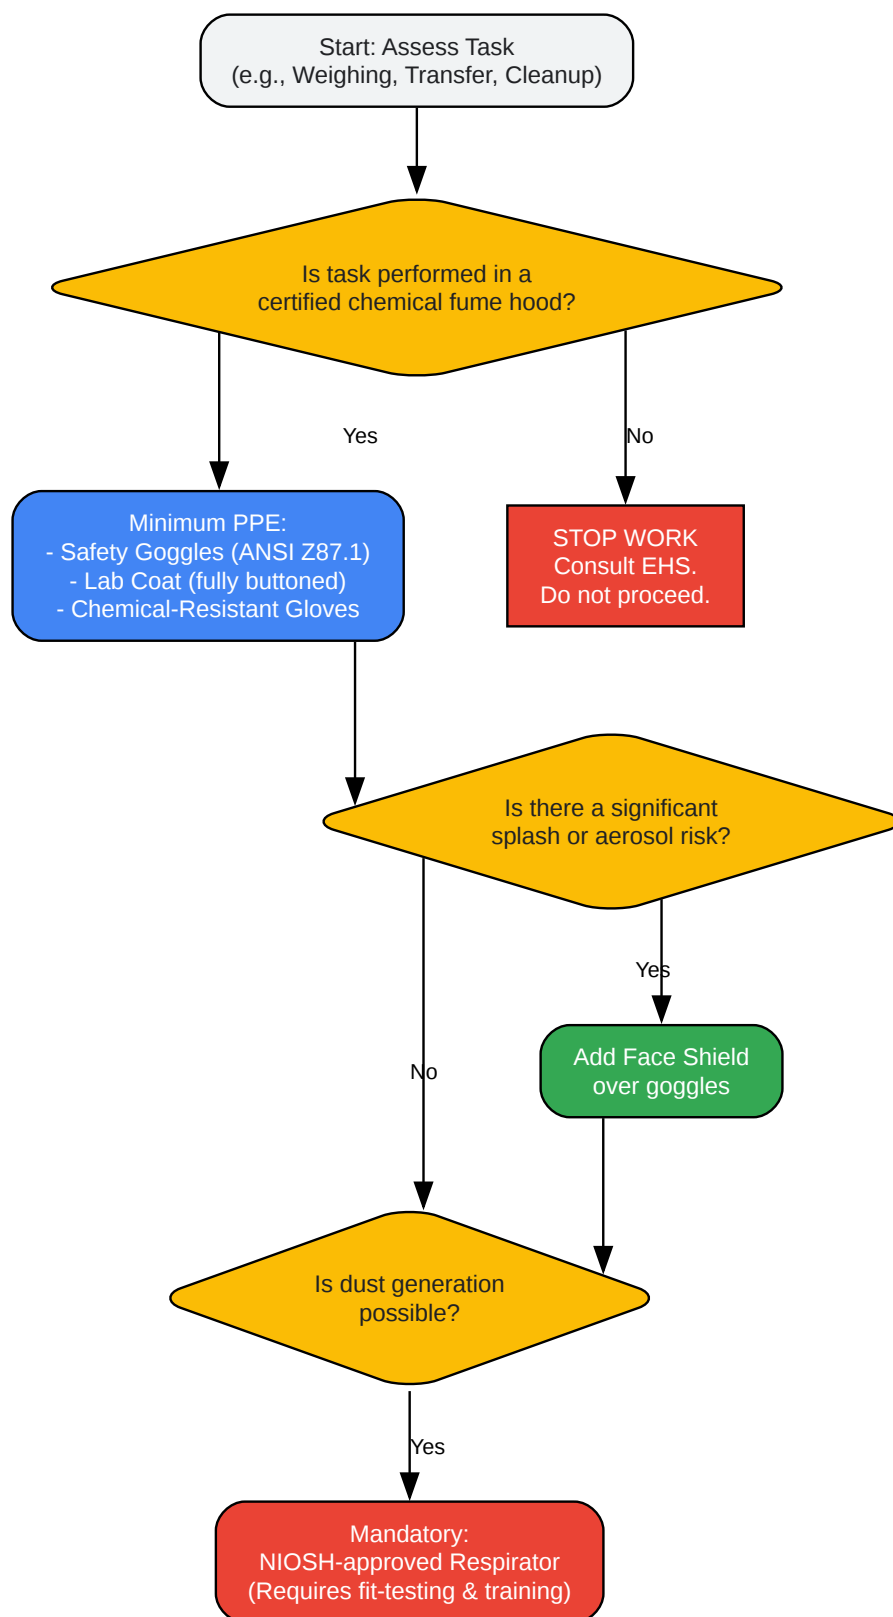 Start: Assess Task
(e.g., Weighing, Transfer, Cleanup)
Is task performed in a
certified chemical fume hood?
Yes
No
Minimum PPE:
- Safety Goggles (ANSI Z87.1)
- Lab Coat (fully buttoned)
- Chemical-Resistant Gloves
STOP WORK
Consult EHS.
Do not proceed.
Is there a significant
splash or aerosol risk?
Yes
Add Face Shield
over goggles
No
Is dust generation
possible?
Yes
Mandatory:
NIOSH-approved Respirator
(Requires fit-testing & training)